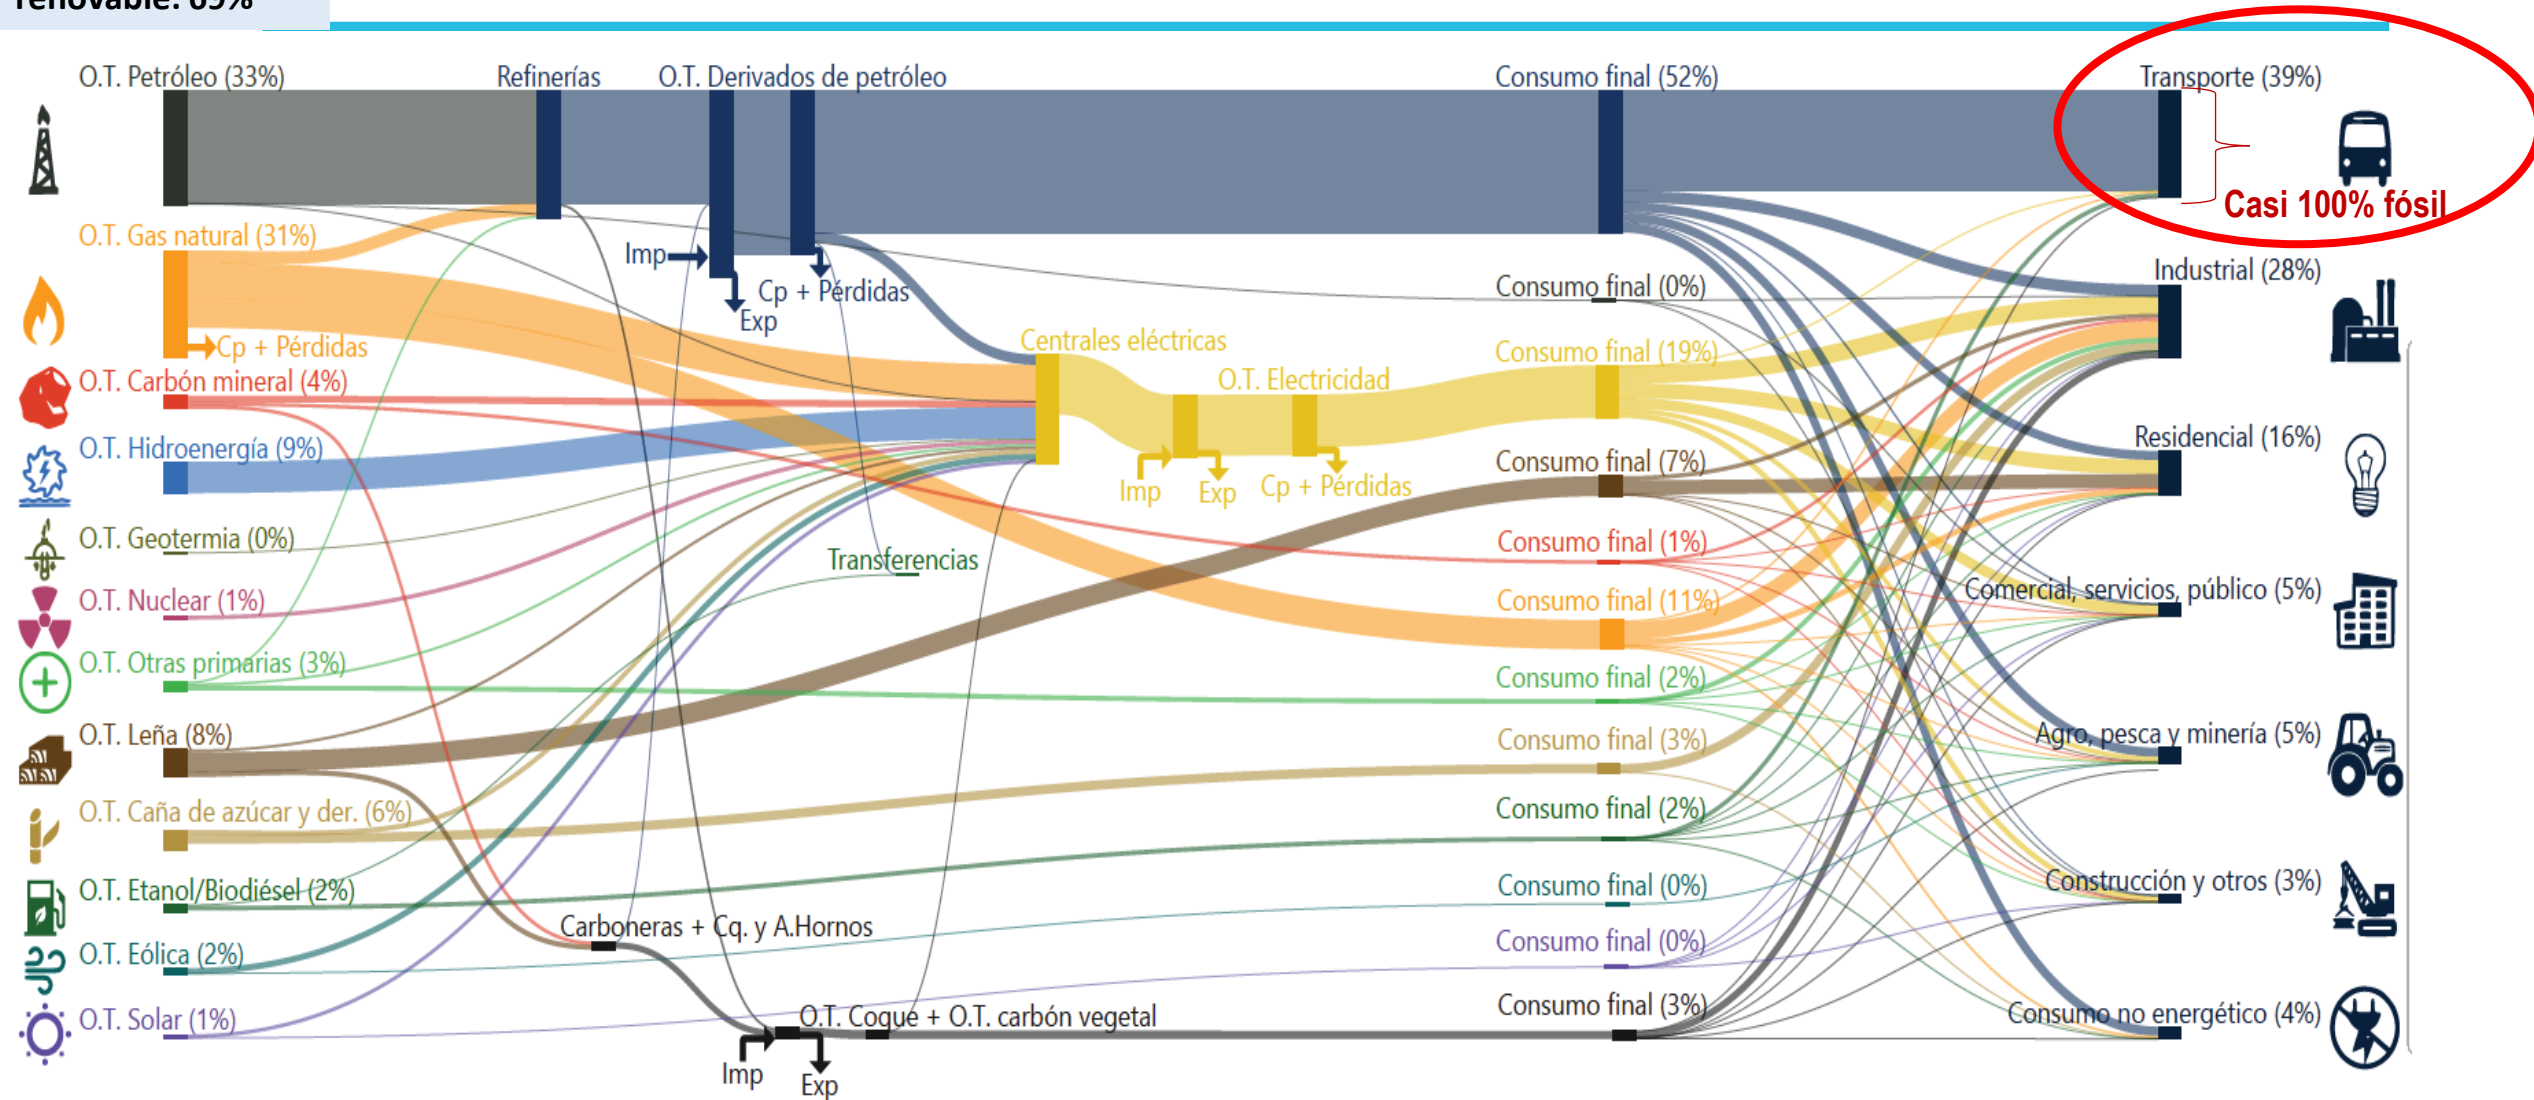 renovable: 69%
O.T. Petróleo (33%)
Refinerías
O.T. Derivados de petróleo
Consumo final (52%)
Transporte (39%)
Casi 100% fósil
O.T. Gas natural (31%)
Imp
Cp + Pérdidas
Exp
Consumo final (0%)
Industrial (28%)
Cp + Pérdidas
Centrales eléctricas
Consumo final (19%)
O.T. Carbón mineral (4%)
O.T. Electricidad
O.T. Hidroenergía (9%)
Consumo final (7%)
Residencial (16%)
Imp
Exp
Cp + Pérdidas
O.T. Geotermia (0%)
Transferencias
Consumo final (1%)
O.T. Nuclear (1%)
Consumo final (11%)
Comercial, servicios, público (5%)
O.T. Otras primarias (3%)
Consumo final (2%)
O.T. Leña (8%)
Consumo final (3%)
Agro, pesca y minería (5%)
O.T. Caña de azúcar y der. (6%)
Consumo final (2%)
O.T. Etanol/Biodiésel (2%)
Consumo final (0%)
Construcción y otros (3%)
Carboneras + Cq. y A.Hornos
O.T. Eólica (2%)
Consumo final (0%)
O.T. Solar (1%)
O.T. Coque + O.T. carbón vegetal
Consumo final (3%)
Consumo no energético (4%)
Imp
Exp